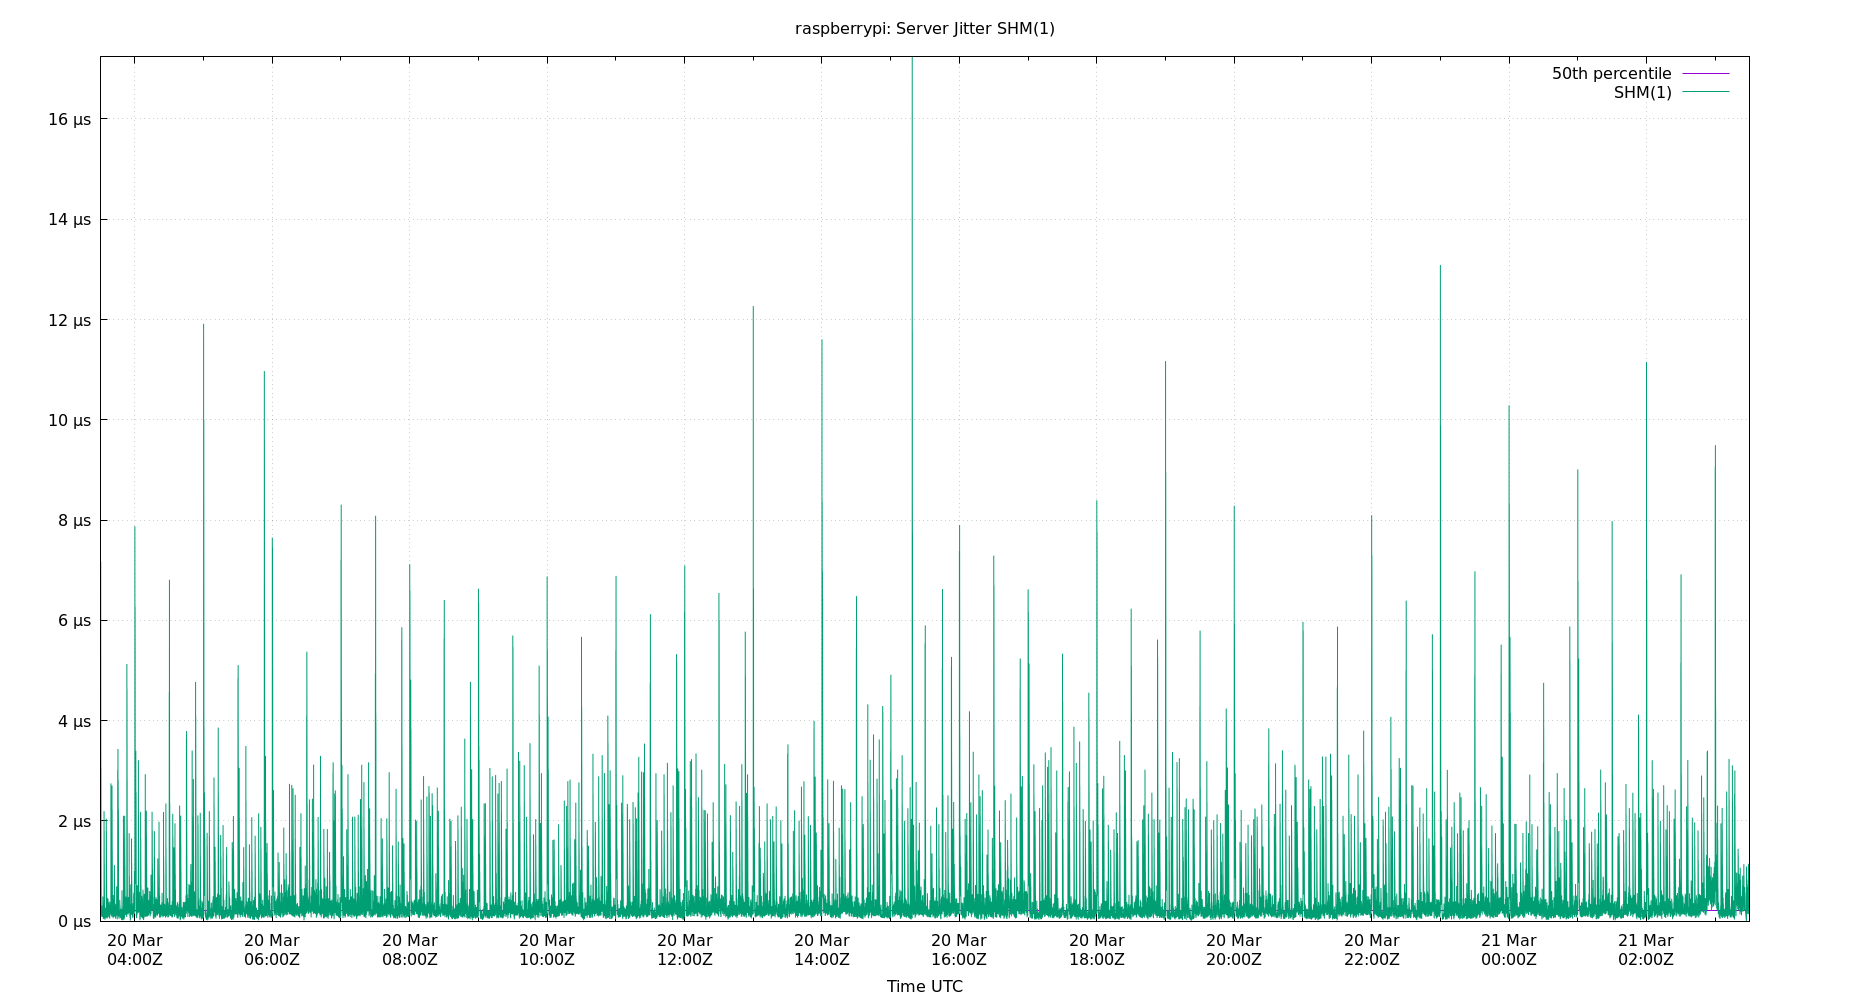 raspberrypi: Server Jitter SHM(1)
50th percentile
SHM(1)
16 µs
14 µs
12 µs
10 µs
8 µs
6 µs
4 µs
2 µs
0 µs
20 Mar 20 Mar 20 Mar 20 Mar 20 Mar 20 Mar 20 Mar 20 Mar 20 Mar 20 Mar 21 Mar 21 Mar
04:00Z 06:00Z 08:00Z 10:00Z 12:00Z 14:00Z 16:00Z 18:00Z 20:00Z 22:00Z 00:00Z 02:00Z
Time UTC